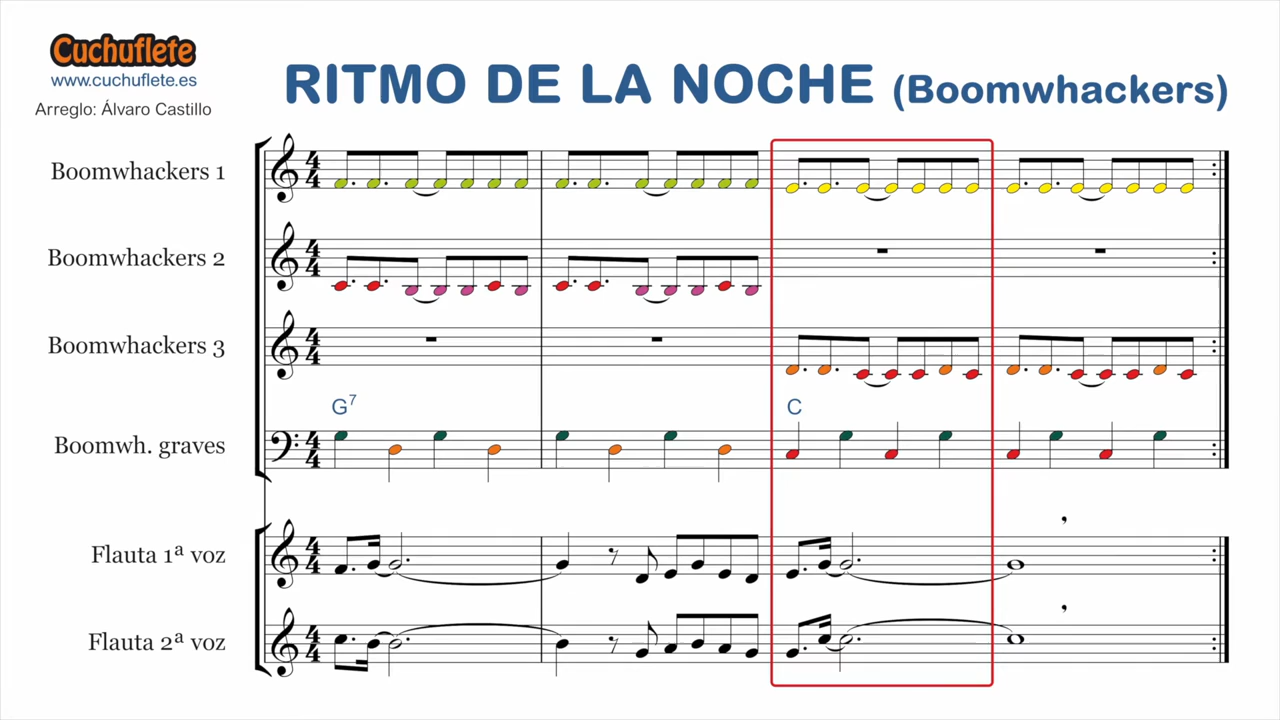 Cuchuflete
www.cuchuflete.es
Arreglo: Álvaro Castillo
RITMO DE LA NOCHE (Boomwhackers)
Boomwhackers 1
Boomwhackers 2
Boomwhackers 3
G7
C
Boomwh. graves
Flauta 1ª voz
Flauta 2ª voz